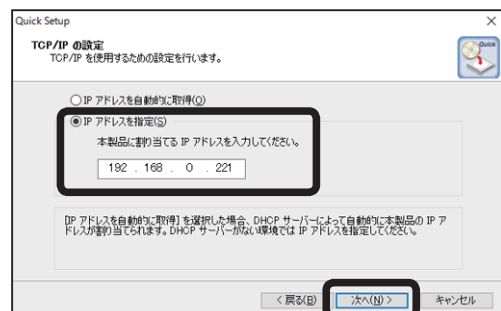 Quick Setup
TCP/IP の設定
TCP/IP を使用するための設定を行います。
Quick
IP アドレスを自動的に取得(O)
IP アドレスを指定(S)
本製品に割り当てる IP アドレスを入力してください。
192 . 168 . 0 . 221
[IP アドレスを自動的に取得] を選択した場合、DHCP サーバーによって自動的に本製品の IP ア
ドレスが割り当てられます。DHCP サーバーがない環境では IP アドレスを指定してください。
< 戻る(B) 次へ(N) > キャンセル